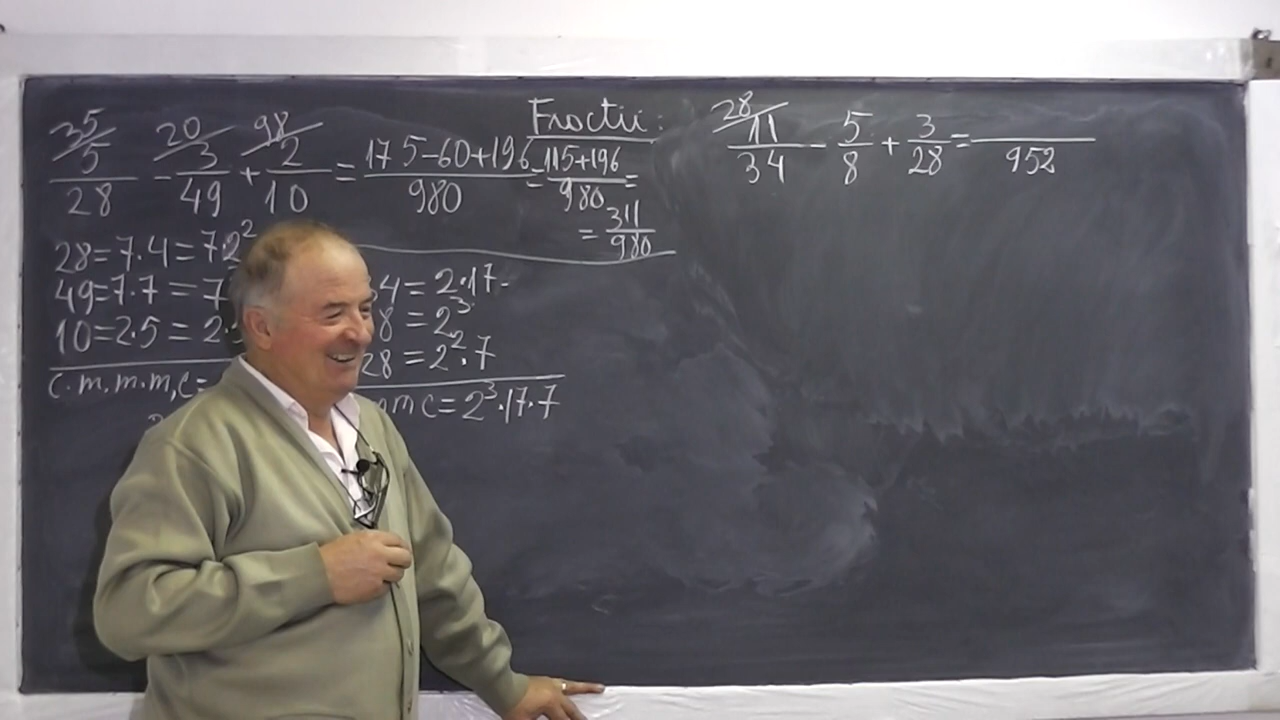 Fractii:
35/ 20/ 98/
5/28 - 3/49 + 2/10 = 175-60+196/980 = 115+196/980 =
= 311/980
28=7.4=7.2²
49=7.7=7
10=2.5=2.
c.m.m.m.c=
4=2.17
8=2³
28=2².7
mc=2³.17.7
28/
11/34 - 5/8 + 3/28 = /952